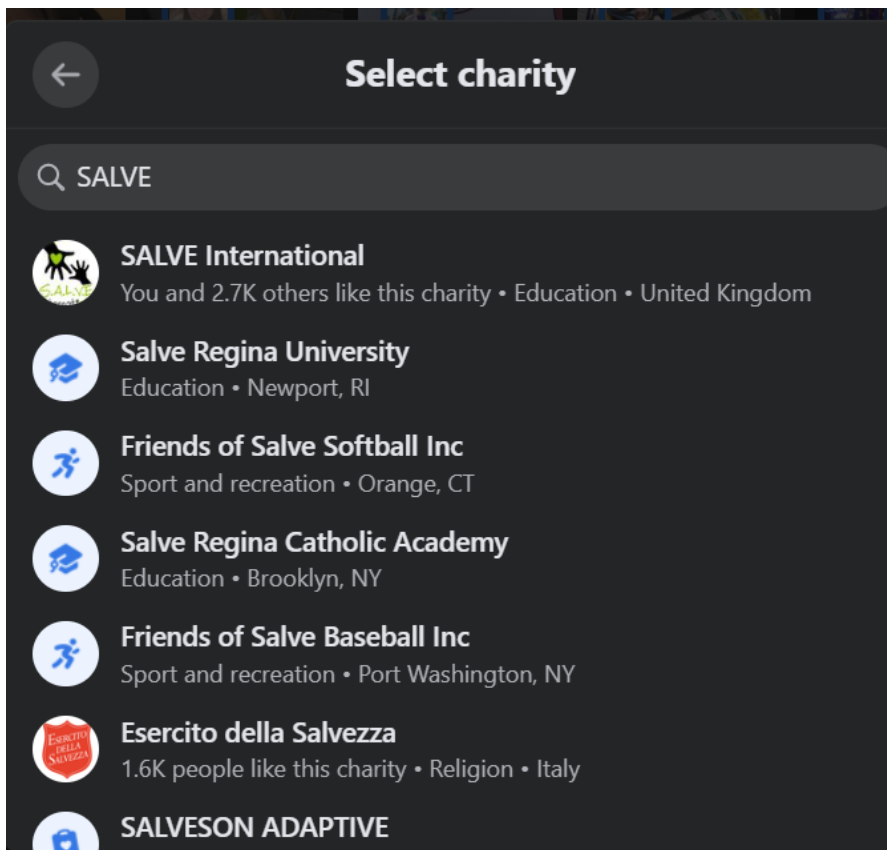 Select charity
SALVE
SALVE International
You and 2.7K others like this charity • Education • United Kingdom
Salve Regina University
Education • Newport, RI
Friends of Salve Softball Inc
Sport and recreation • Orange, CT
Salve Regina Catholic Academy
Education • Brooklyn, NY
Friends of Salve Baseball Inc
Sport and recreation • Port Washington, NY
ESERCITO
DELLA
SALVEZZA
Esercito della Salvezza
1.6K people like this charity • Religion • Italy
SALVESON ADAPTIVE